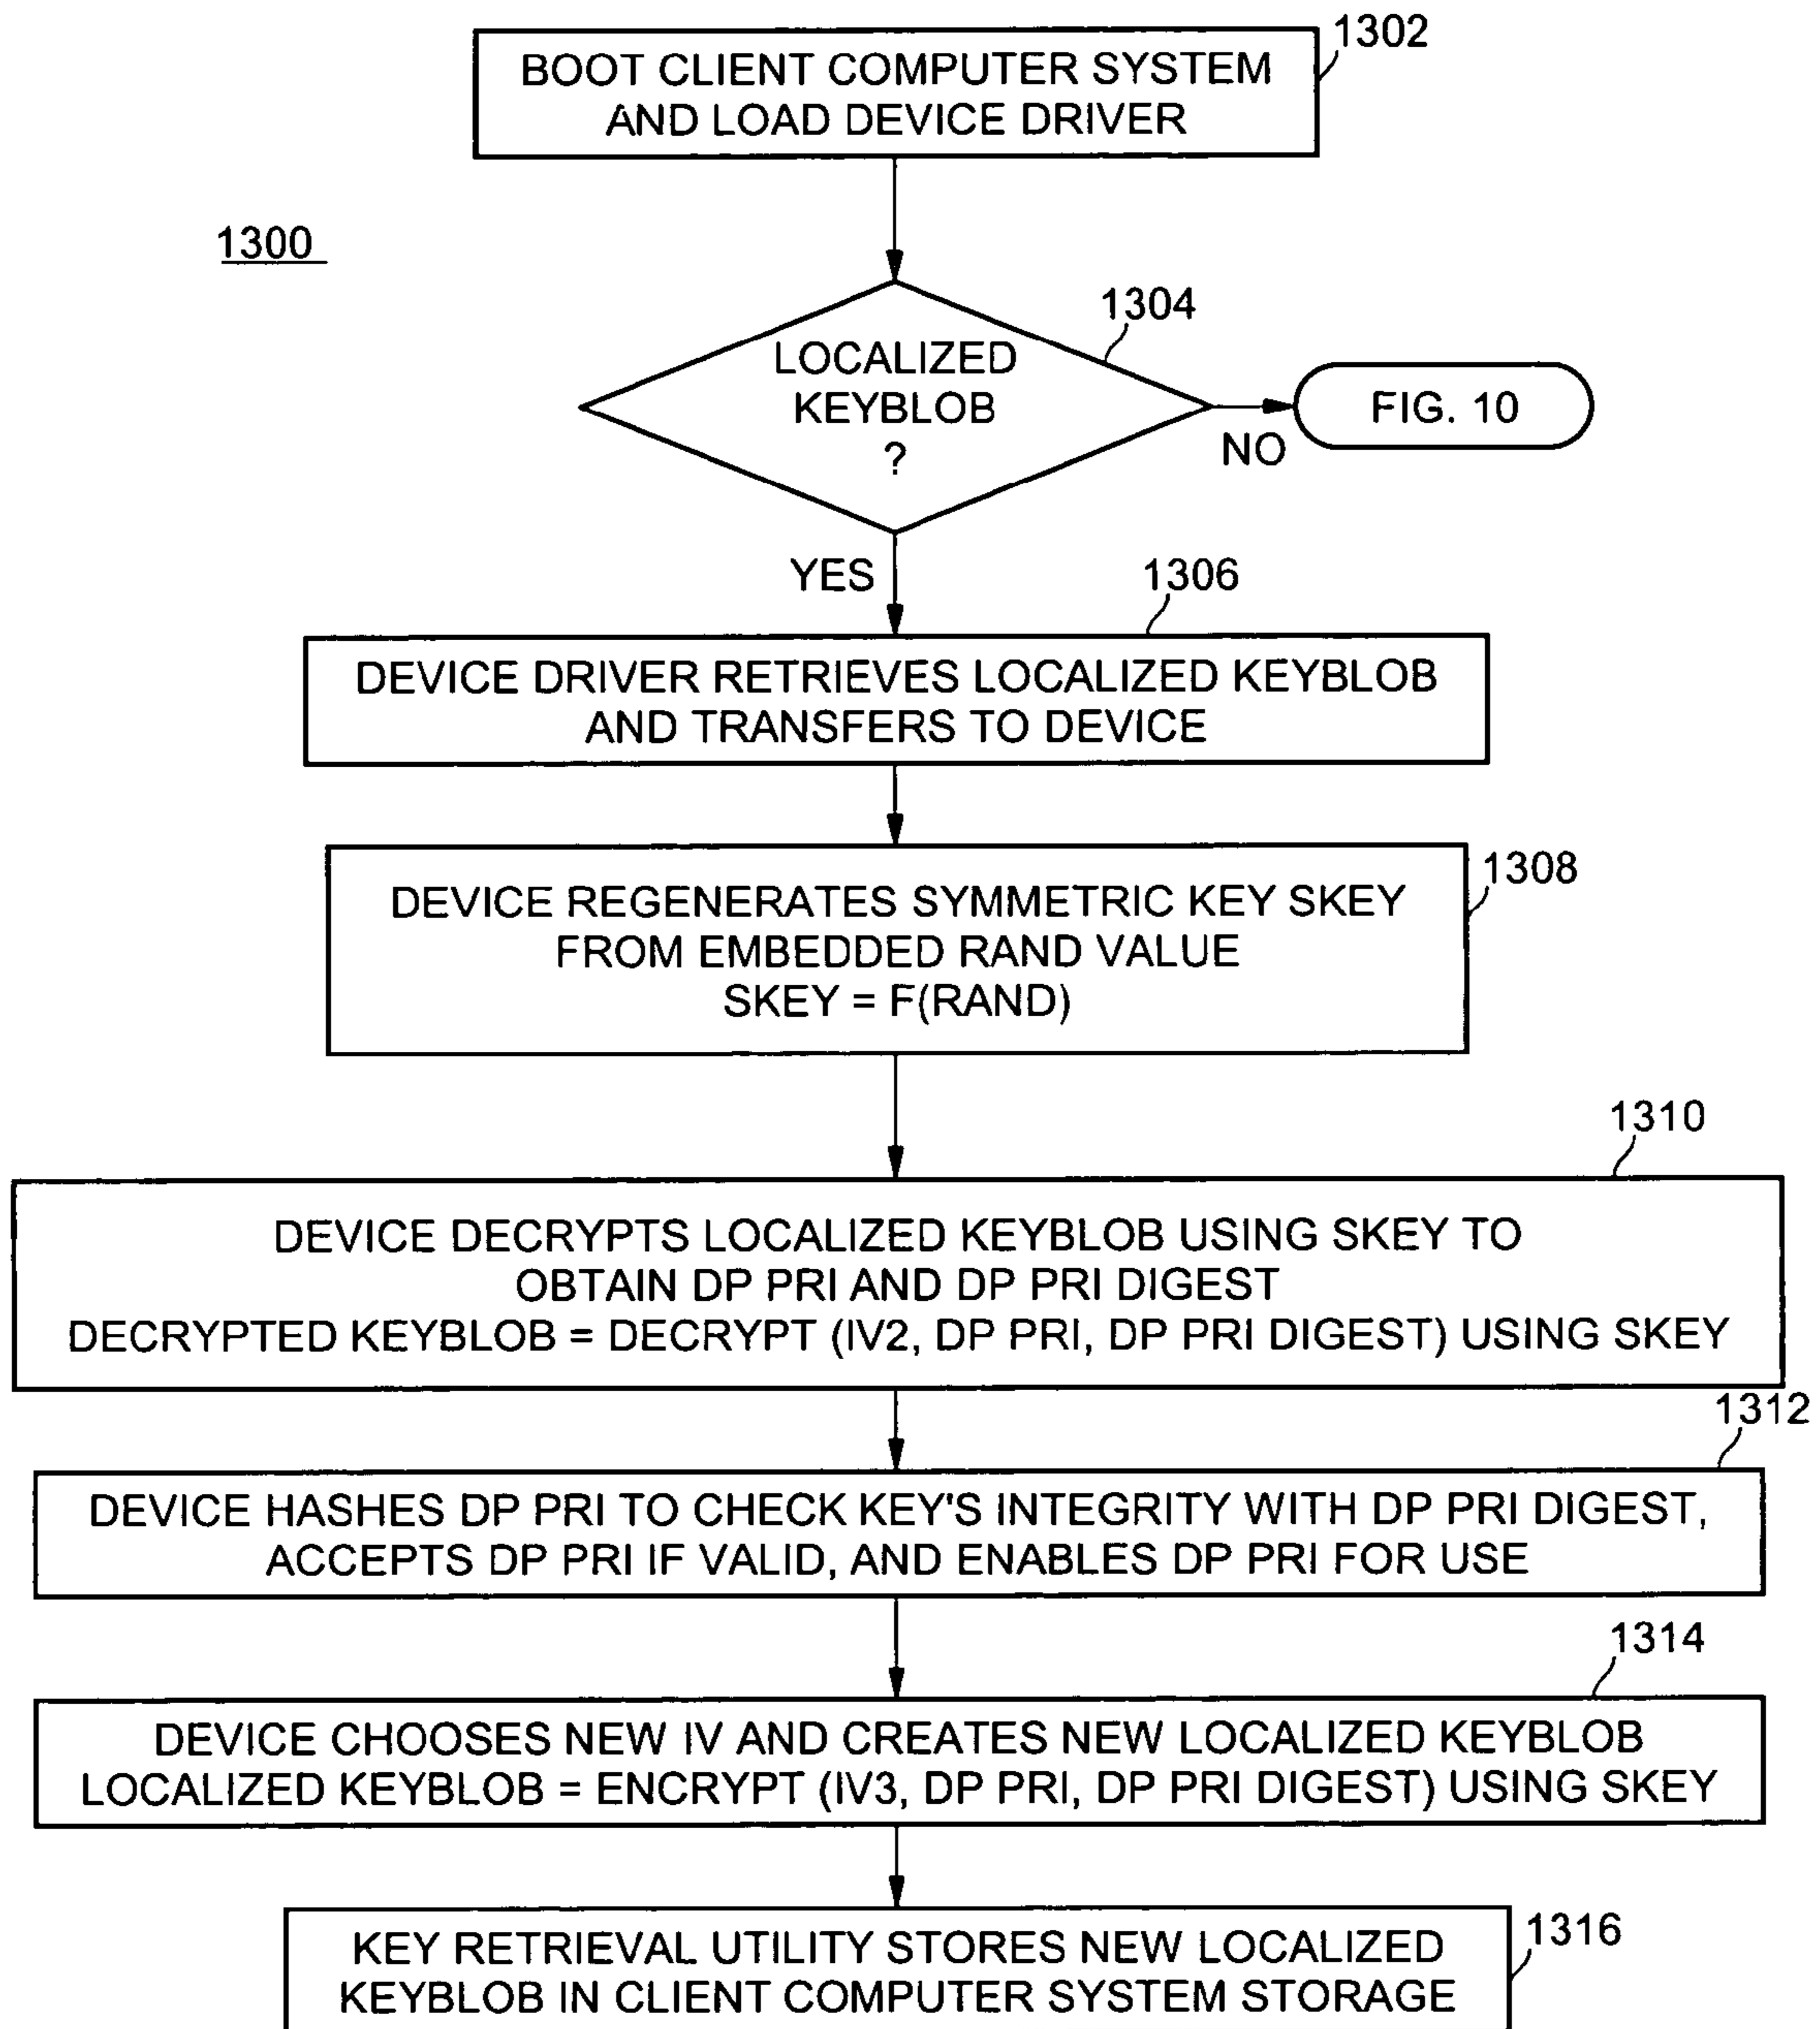 1302
BOOT CLIENT COMPUTER SYSTEM
AND LOAD DEVICE DRIVER
1300
1304
LOCALIZED
KEYBLOB
?
NO
FIG. 10
YES
1306
DEVICE DRIVER RETRIEVES LOCALIZED KEYBLOB
AND TRANSFERS TO DEVICE
1308
DEVICE REGENERATES SYMMETRIC KEY SKEY
FROM EMBEDDED RAND VALUE
SKEY = F(RAND)
1310
DEVICE DECRYPTS LOCALIZED KEYBLOB USING SKEY TO
OBTAIN DP PRI AND DP PRI DIGEST
DECRYPTED KEYBLOB = DECRYPT (IV2, DP PRI, DP PRI DIGEST) USING SKEY
1312
DEVICE HASHES DP PRI TO CHECK KEY'S INTEGRITY WITH DP PRI DIGEST,
ACCEPTS DP PRI IF VALID, AND ENABLES DP PRI FOR USE
1314
DEVICE CHOOSES NEW IV AND CREATES NEW LOCALIZED KEYBLOB
LOCALIZED KEYBLOB = ENCRYPT (IV3, DP PRI, DP PRI DIGEST) USING SKEY
1316
KEY RETRIEVAL UTILITY STORES NEW LOCALIZED
KEYBLOB IN CLIENT COMPUTER SYSTEM STORAGE